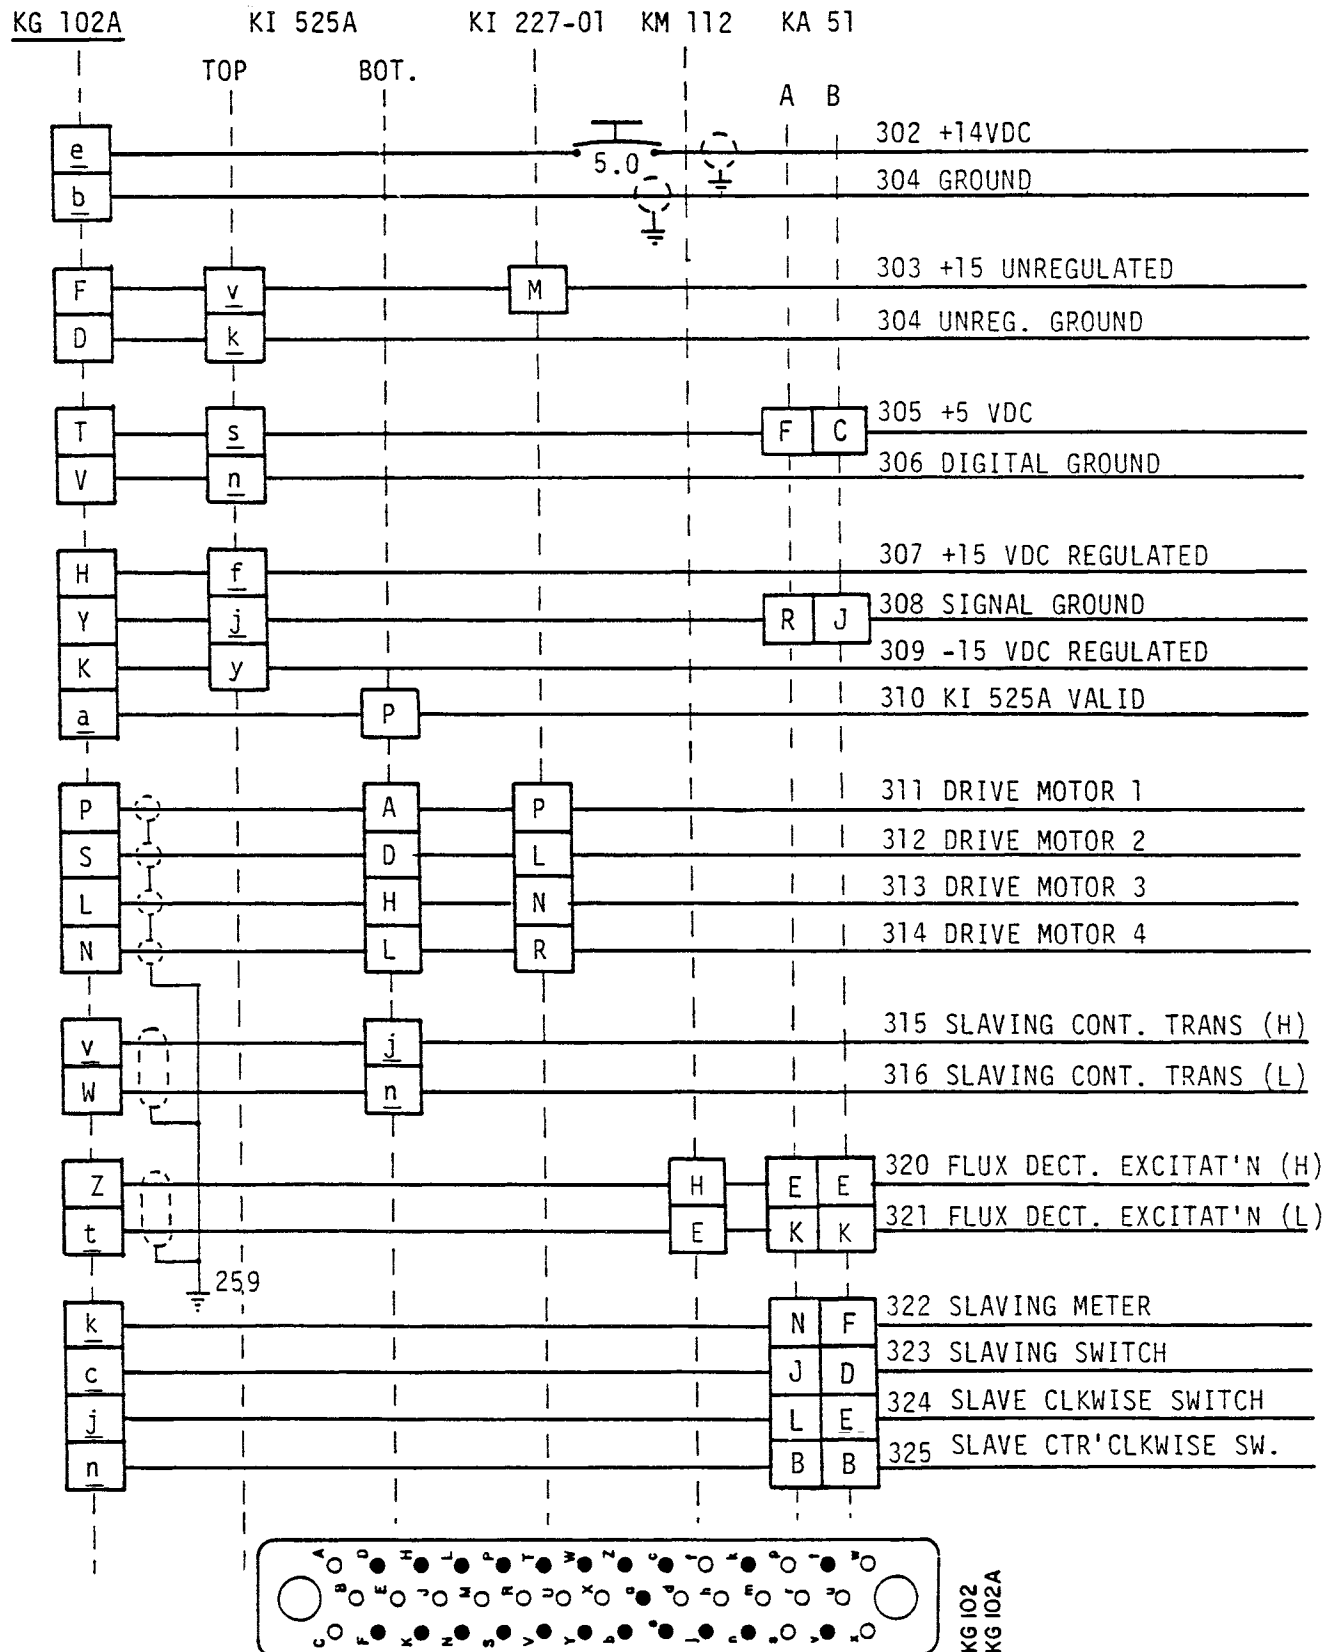 KG 102A KI 525A KI 227-01 KM 112 KA 51
TOP BOT.
A B
e 5.0 302 +14VDC
b 304 GROUND
F v M 303 +15 UNREGULATED
D k 304 UNREG. GROUND
T s F C 305 +5 VDC
V n 306 DIGITAL GROUND
H f 307 +15 VDC REGULATED
Y j R J 308 SIGNAL GROUND
K y 309 -15 VDC REGULATED
a P 310 KI 525A VALID
P A P 311 DRIVE MOTOR 1
S D L 312 DRIVE MOTOR 2
L H N 313 DRIVE MOTOR 3
N L R 314 DRIVE MOTOR 4
v j 315 SLAVING CONT. TRANS (H)
W n 316 SLAVING CONT. TRANS (L)
Z H E E 320 FLUX DECT. EXCITAT'N (H)
t E K K 321 FLUX DECT. EXCITAT'N (L)
259
k N F 322 SLAVING METER
c J D 323 SLAVING SWITCH
j L E 324 SLAVE CLKWISE SWITCH
n B B 325 SLAVE CTR'CLKWISE SW.
A D H L P T W Z c f k p t w
B E J M R U X a d h m r u
C F K N S V Y b e j n s v x
KG 102
KG 102A